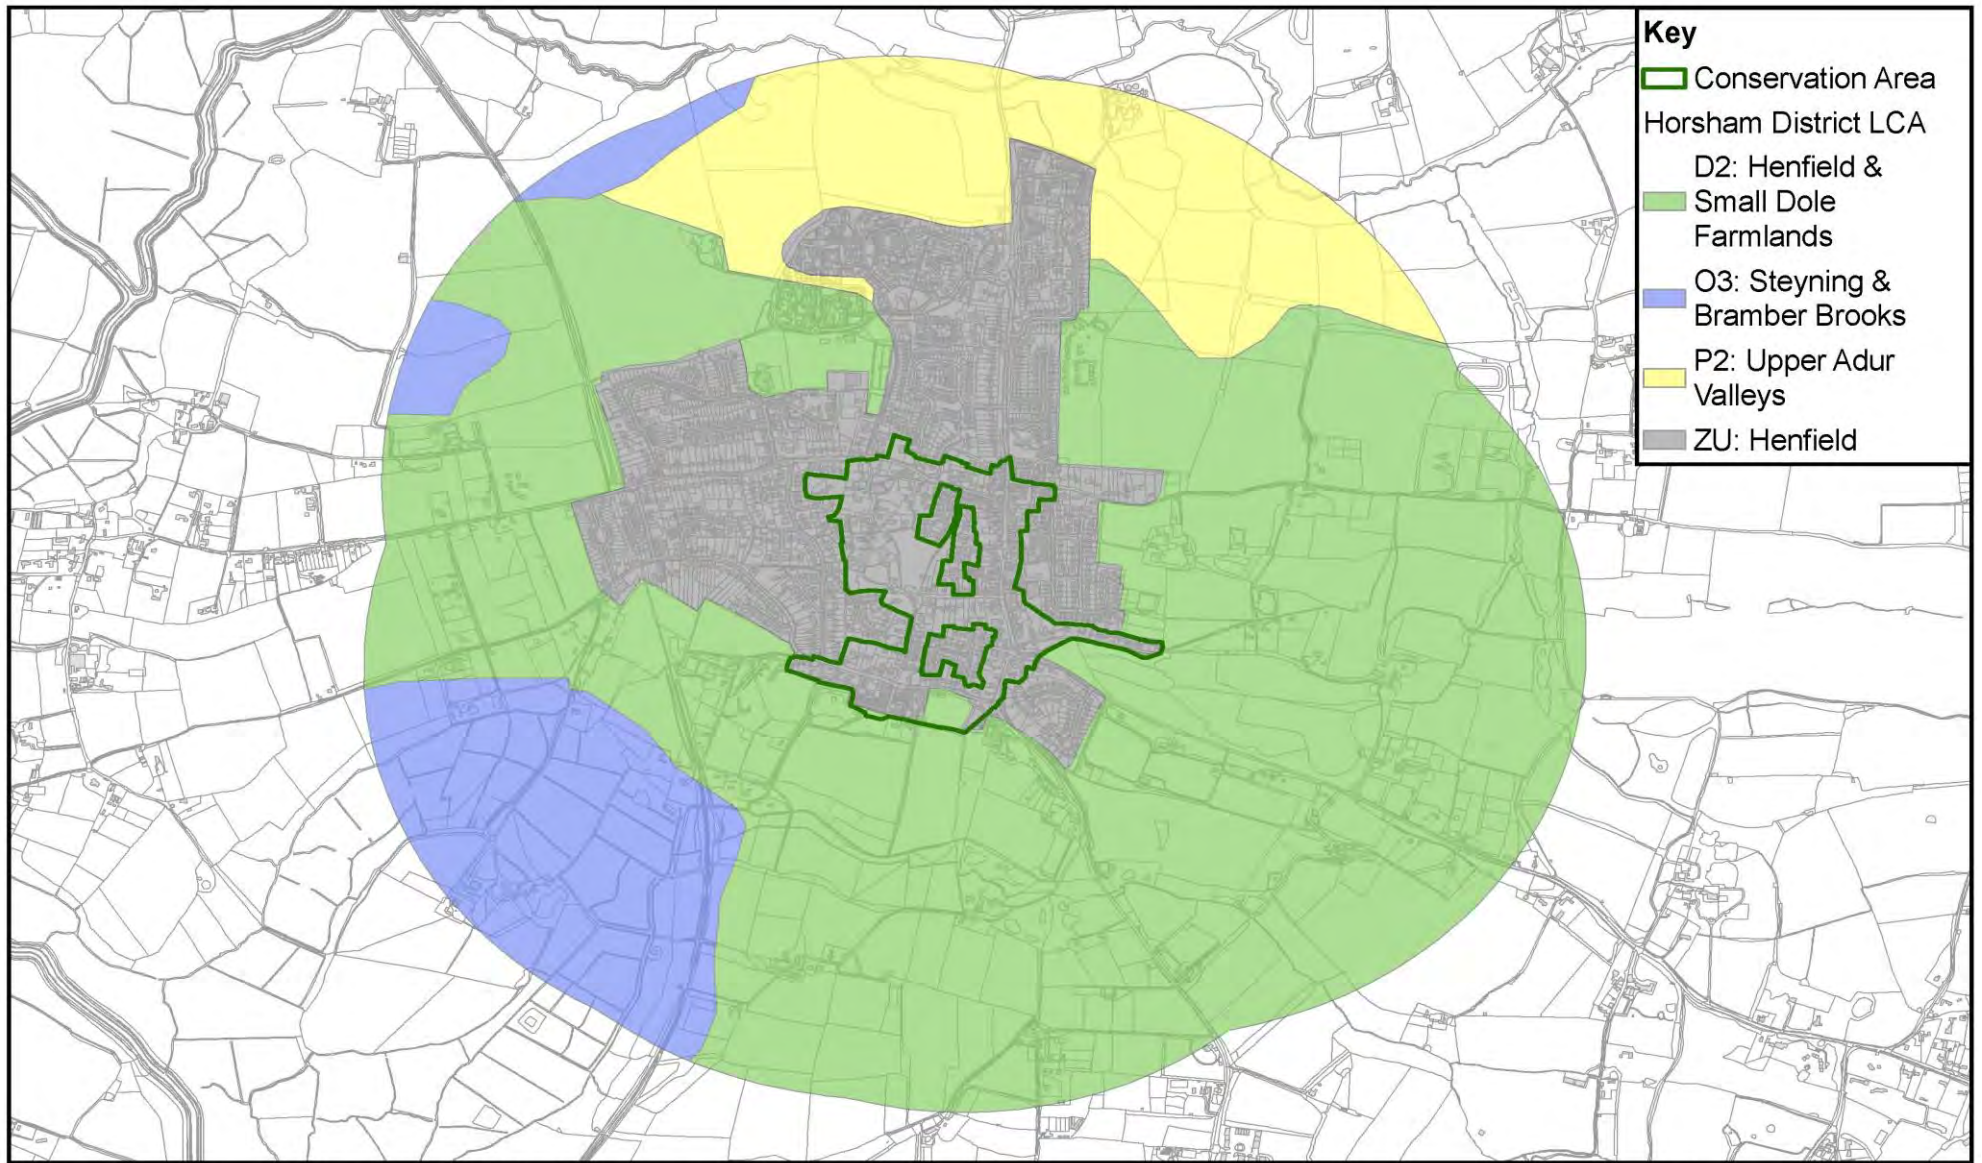 Key
Conservation Area
Horsham District LCA
D2: Henfield &
Small Dole
Farmlands
O3: Steyning &
Bramber Brooks
P2: Upper Adur
Valleys
ZU: Henfield